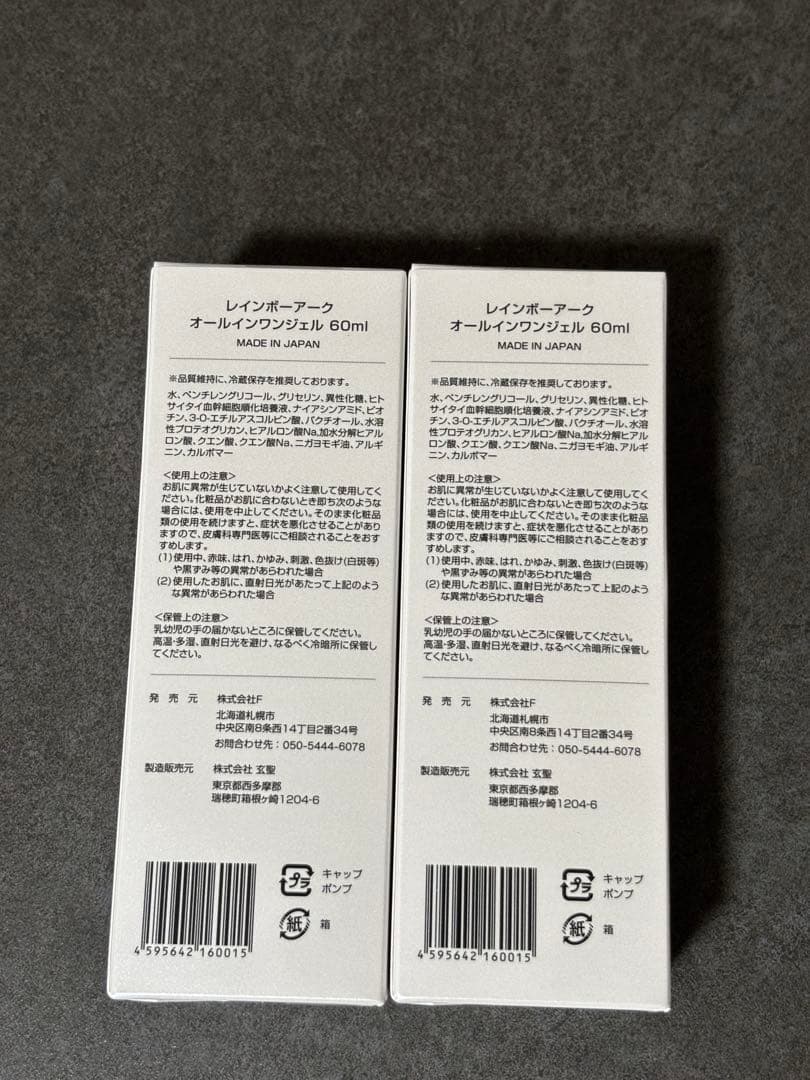 レインボーアーク
オールインワンジェル 60ml
MADE IN JAPAN
※品質維持に、冷蔵保存を推奨しております。
水、ペンチレングリコール、グリセリン、異性化糖、ヒト
サイタイ血幹細胞順化培養液、ナイアシンアミド、ビオ
チン、3-O-エチルアスコルビン酸、バクチオール、水溶
性プロテオグリカン、ヒアルロン酸Na,加水分解ヒアル
ロン酸、クエン酸、クエン酸Na、ニガヨモギ油、アルギ
ニン、カルボマー
<使用上の注意>
お肌に異常が生じていないかよく注意して使用してく
ださい。化粧品がお肌に合わないとき即ち次のような
場合には、使用を中止してください。そのまま化粧品
類の使用を続けますと、症状を悪化させることがあり
ますので、皮膚科専門医等にご相談されることをおす
すめします。
(1)使用中、赤味、はれ、かゆみ、刺激、色抜け(白斑等)
や黒ずみ等の異常があらわれた場合
(2)使用したお肌に、直射日光があたって上記のよう
な異常があらわれた場合
<保管上の注意>
乳幼児の手の届かないところに保管してください。
高温・多湿、直射日光を避け、なるべく冷暗所に保管し
てください。
発売元 株式会社F
北海道札幌市
中央区南8条西14丁目2番34号
お問合わせ先:050-5444-6078
製造販売元 株式会社 玄聖
東京都西多摩郡
瑞穂町箱根ヶ崎1204-6
プラ キャップ
ポンプ
紙 箱
4 595642 160015
レインボーアーク
オールインワンジェル 60ml
MADE IN JAPAN
※品質維持に、冷蔵保存を推奨しております。
水、ペンチレングリコール、グリセリン、異性化糖、ヒト
サイタイ血幹細胞順化培養液、ナイアシンアミド、ビオ
チン、3-O-エチルアスコルビン酸、バクチオール、水溶
性プロテオグリカン、ヒアルロン酸Na,加水分解ヒアル
ロン酸、クエン酸、クエン酸Na、ニガヨモギ油、アルギ
ニン、カルボマー
<使用上の注意>
お肌に異常が生じていないかよく注意して使用してく
ださい。化粧品がお肌に合わないとき即ち次のような
場合には、使用を中止してください。そのまま化粧品
類の使用を続けますと、症状を悪化させることがあり
ますので、皮膚科専門医等にご相談されることをおす
すめします。
(1)使用中、赤味、はれ、かゆみ、刺激、色抜け(白斑等)
や黒ずみ等の異常があらわれた場合
(2)使用したお肌に、直射日光があたって上記のよう
な異常があらわれた場合
<保管上の注意>
乳幼児の手の届かないところに保管してください。
高温・多湿、直射日光を避け、なるべく冷暗所に保管し
てください。
発売元 株式会社F
北海道札幌市
中央区南8条西14丁目2番34号
お問合わせ先:050-5444-6078
製造販売元 株式会社 玄聖
東京都西多摩郡
瑞穂町箱根ヶ崎1204-6
プラ キャップ
ポンプ
紙 箱
4 595642 160015